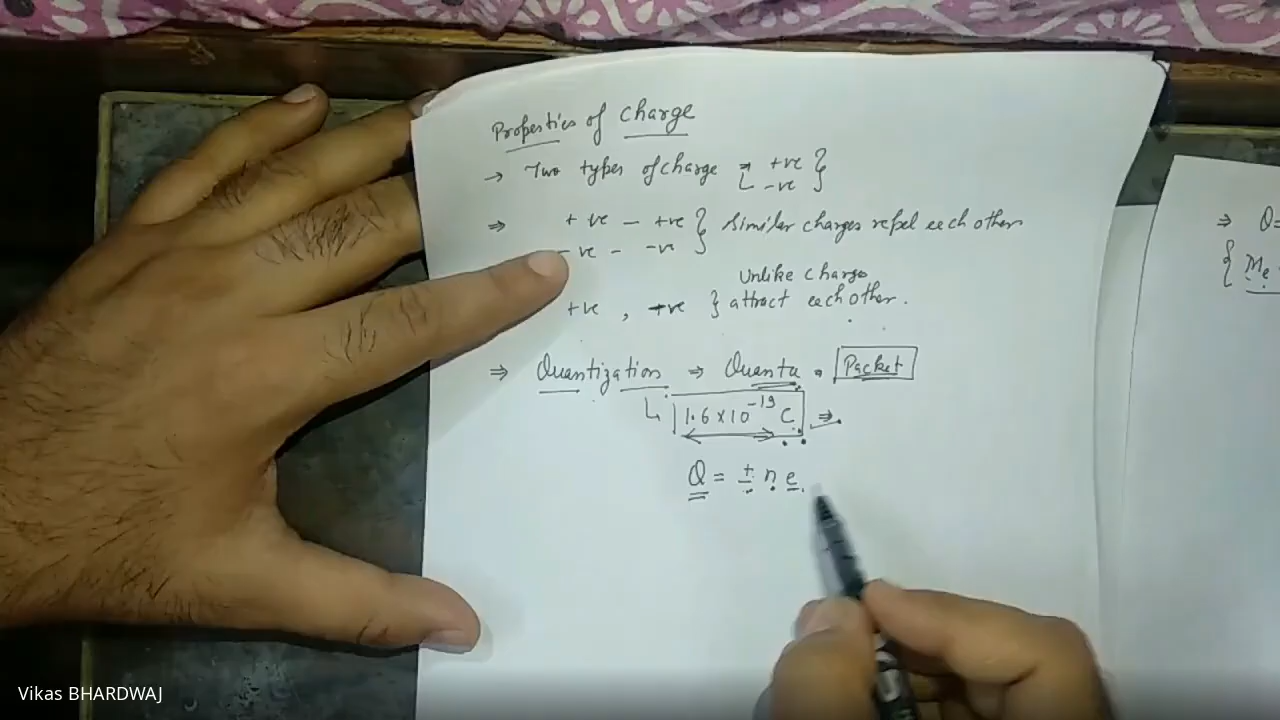 Properties of charge
→ Two types of charge ⇒ +ve }
-ve
⇒ +ve - +ve } Similar charges repel each other
-ve - -ve
Unlike charge
+ve , +ve } attract each other.
⇒ Quantization ⇒ Quanta . Packet
↳ 1.6 x 10^-19 C ⇒
Q = ± n e
⇒ Q=
{ Me
Vikas BHARDWAJ